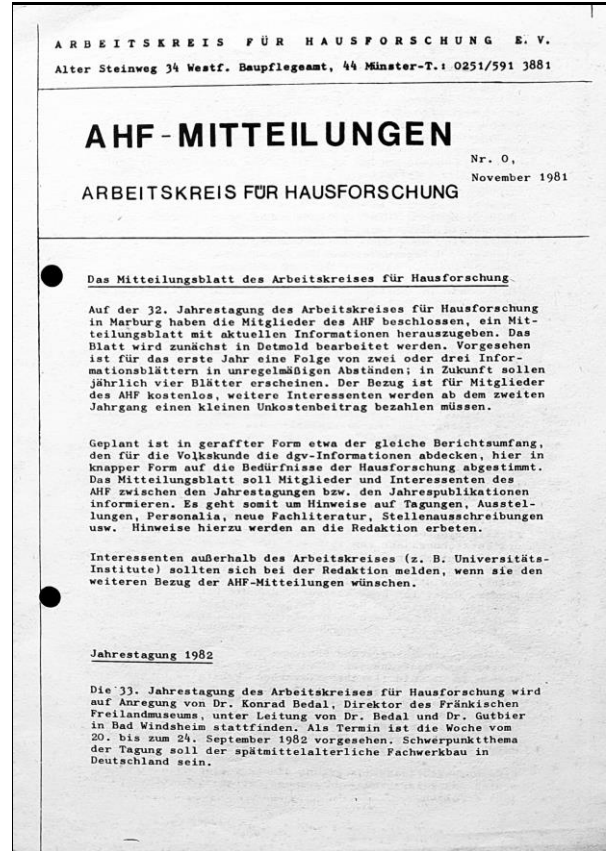 ARBEITSKREIS FÜR HAUSFORSCHUNG E.V.
Alter Steinweg 34 Westf. Baupflegeamt, 44 Münster-T.: 0251/591 3881
AHF-MITTEILUNGEN
Nr. 0,
November 1981
ARBEITSKREIS FÜR HAUSFORSCHUNG
Das Mitteilungsblatt des Arbeitskreises für Hausforschung
Auf der 32. Jahrestagung des Arbeitskreises für Hausforschung
in Marburg haben die Mitglieder des AHF beschlossen, ein Mit-
teilungsblatt mit aktuellen Informationen herauszugeben. Das
Blatt wird zunächst in Detmold bearbeitet werden. Vorgesehen
ist für das erste Jahr eine Folge von zwei oder drei Infor-
mationsblättern in unregelmäßigen Abständen; in Zukunft sollen
jährlich vier Blätter erscheinen. Der Bezug ist für Mitglieder
des AHF kostenlos, weitere Interessenten werden ab dem zweiten
Jahrgang einen kleinen Unkostenbeitrag bezahlen müssen.
Geplant ist in geraffter Form etwa der gleiche Berichtsumfang,
den für die Volkskunde die dgv-Informationen abdecken, hier in
knapper Form auf die Bedürfnisse der Hausforschung abgestimmt.
Das Mitteilungsblatt soll Mitglieder und Interessenten des
AHF zwischen den Jahrestagungen bzw. den Jahrespublikationen
informieren. Es geht somit um Hinweise auf Tagungen, Ausstel-
lungen, Personalia, neue Fachliteratur, Stellenausschreibungen
usw. Hinweise hierzu werden an die Redaktion erbeten.
Interessenten außerhalb des Arbeitskreises (z. B. Universitäts-
Institute) sollten sich bei der Redaktion melden, wenn sie den
weiteren Bezug der AHF-Mitteilungen wünschen.
Jahrestagung 1982
Die 33. Jahrestagung des Arbeitskreises für Hausforschung wird
auf Anregung von Dr. Konrad Bedal, Direktor des Fränkischen
Freilandmuseums, unter Leitung von Dr. Bedal und Dr. Gutbier
in Bad Windsheim stattfinden. Als Termin ist die Woche vom
20. bis zum 24. September 1982 vorgesehen. Schwerpunktthema
der Tagung soll der spätmittelalterliche Fachwerkbau in
Deutschland sein.